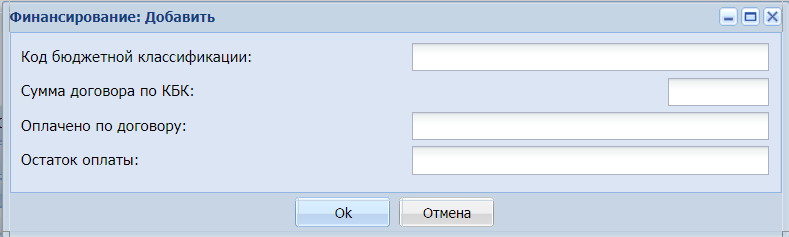 Финансирование: Добавить
Код бюджетной классификации:
Сумма договора по КБК:
Оплачено по договору:
Остаток оплаты:
Ok Отмена